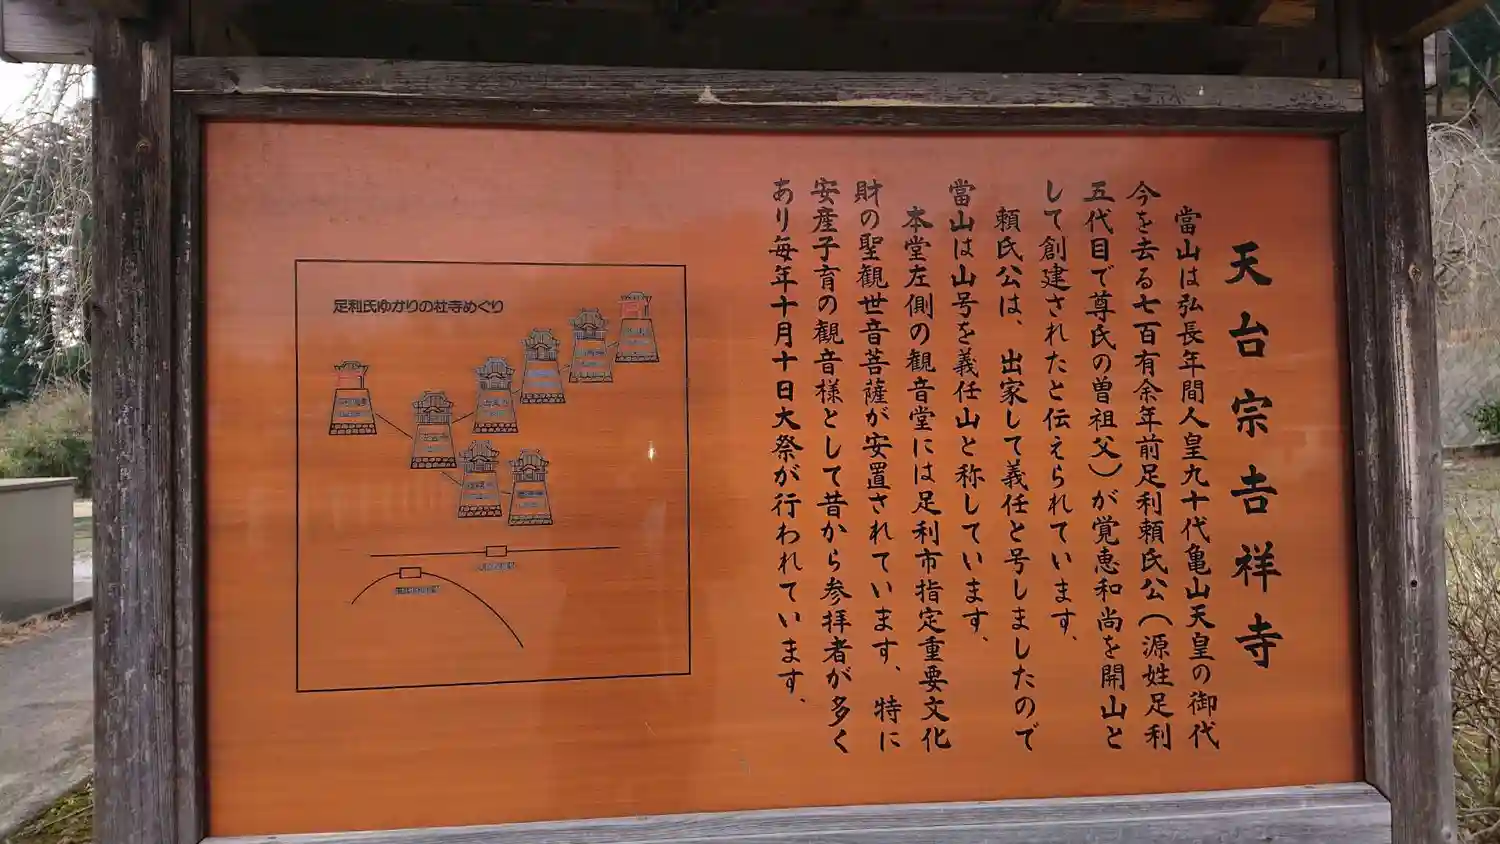 天台宗吉祥寺
當山は弘長年間人皇九十代亀山天皇の御代
今を去る七百有余年前足利頼氏公(源姓足利
五代目で尊氏の曽祖父)が覚恵和尚を開山と
して創建されたと伝えられています、
頼氏公は、出家して義任と号しましたので
當山は山号を義任山と称しています、
本堂左側の観音堂には足利市指定重要文化
財の聖観世音菩薩が安置されています、特に
安産子育の観音様として昔から参拝者が多く
あり毎年十月十日大祭が行われています、
足利氏ゆかりの社寺めぐり